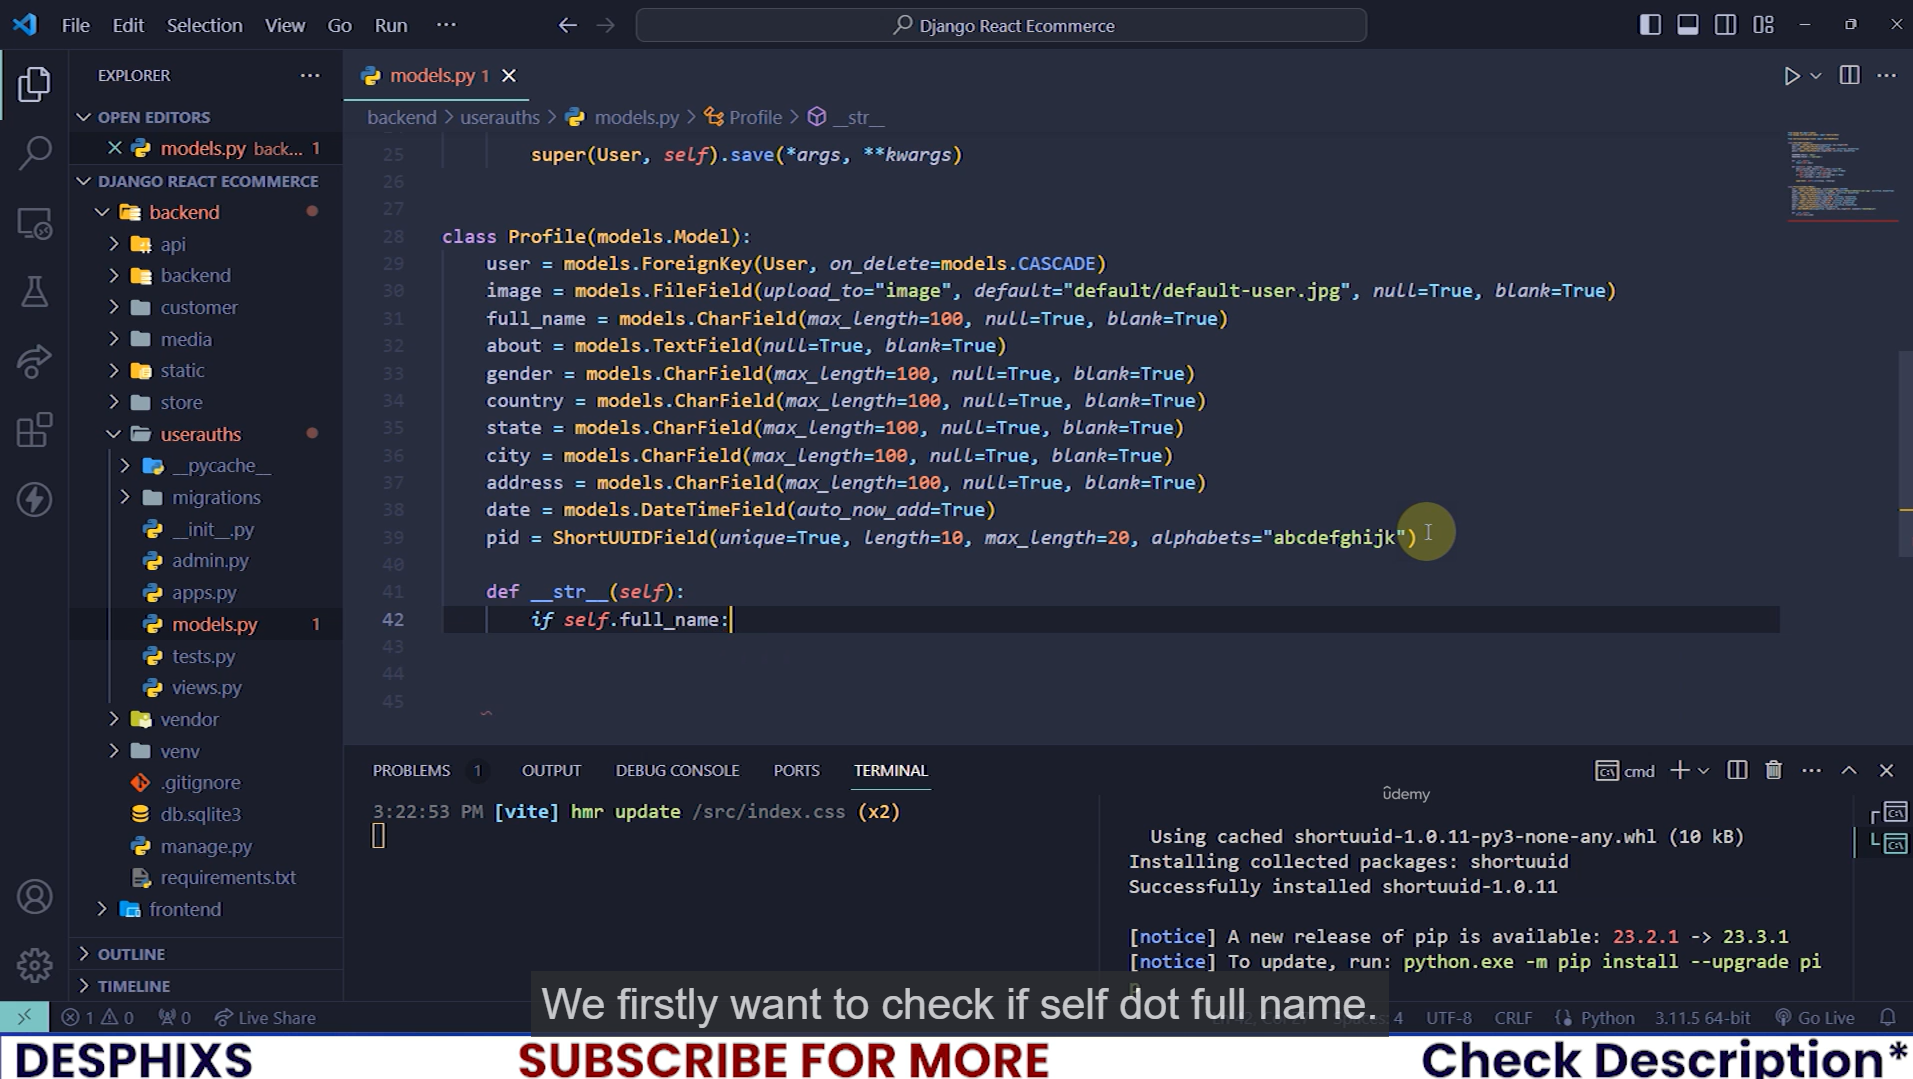 File Edit Selection View Go Run ··· Django React Ecommerce
EXPLORER ···
OPEN EDITORS
models.py back... 1
DJANGO REACT ECOMMERCE
backend
api
backend
customer
media
static
store
userauths
__pycache__
migrations
__init__.py
admin.py
apps.py
models.py 1
tests.py
views.py
vendor
venv
.gitignore
db.sqlite3
manage.py
requirements.txt
frontend
OUTLINE
TIMELINE
models.py 1
backend > userauths > models.py > Profile > __str__
25 super(User, self).save(*args, **kwargs)
26
27
28 class Profile(models.Model):
29 user = models.ForeignKey(User, on_delete=models.CASCADE)
30 image = models.FileField(upload_to="image", default="default/default-user.jpg", null=True, blank=True)
31 full_name = models.CharField(max_length=100, null=True, blank=True)
32 about = models.TextField(null=True, blank=True)
33 gender = models.CharField(max_length=100, null=True, blank=True)
34 country = models.CharField(max_length=100, null=True, blank=True)
35 state = models.CharField(max_length=100, null=True, blank=True)
36 city = models.CharField(max_length=100, null=True, blank=True)
37 address = models.CharField(max_length=100, null=True, blank=True)
38 date = models.DateTimeField(auto_now_add=True)
39 pid = ShortUUIDField(unique=True, length=10, max_length=20, alphabets="abcdefghijk")
40
41 def __str__(self):
42 if self.full_name:
43
44
45
PROBLEMS 1 OUTPUT DEBUG CONSOLE PORTS TERMINAL cmd
3:22:53 PM [vite] hmr update /src/index.css (x2)
ûdemy
Using cached shortuuid-1.0.11-py3-none-any.whl (10 kB)
Installing collected packages: shortuuid
Successfully installed shortuuid-1.0.11
[notice] A new release of pip is available: 23.2.1 -> 23.3.1
[notice] To update, run: python.exe -m pip install --upgrade pi
p
We firstly want to check if self dot full name.
1 0 0 Live Share 4 UTF-8 CRLF Python 3.11.5 64-bit Go Live
DESPHIXS SUBSCRIBE FOR MORE Check Description*